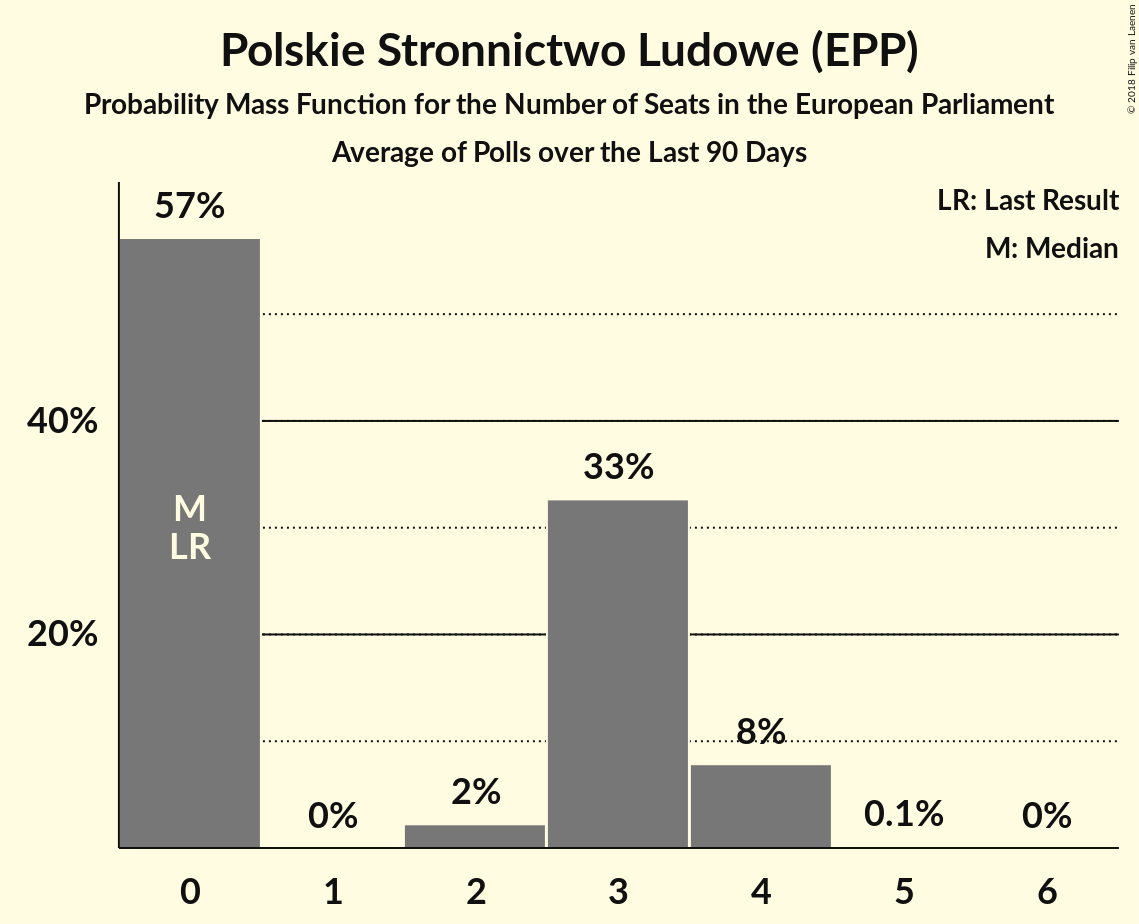 Polskie Stronnictwo Ludowe (EPP)
Probability Mass Function for the Number of Seats in the European Parliament
Average of Polls over the Last 90 Days
© 2018 Filip van Laenen
LR: Last Result
M: Median
57%
40%
33%
M
LR
20%
8%
2%
0%
0.1%
0%
0 1 2 3 4 5 6